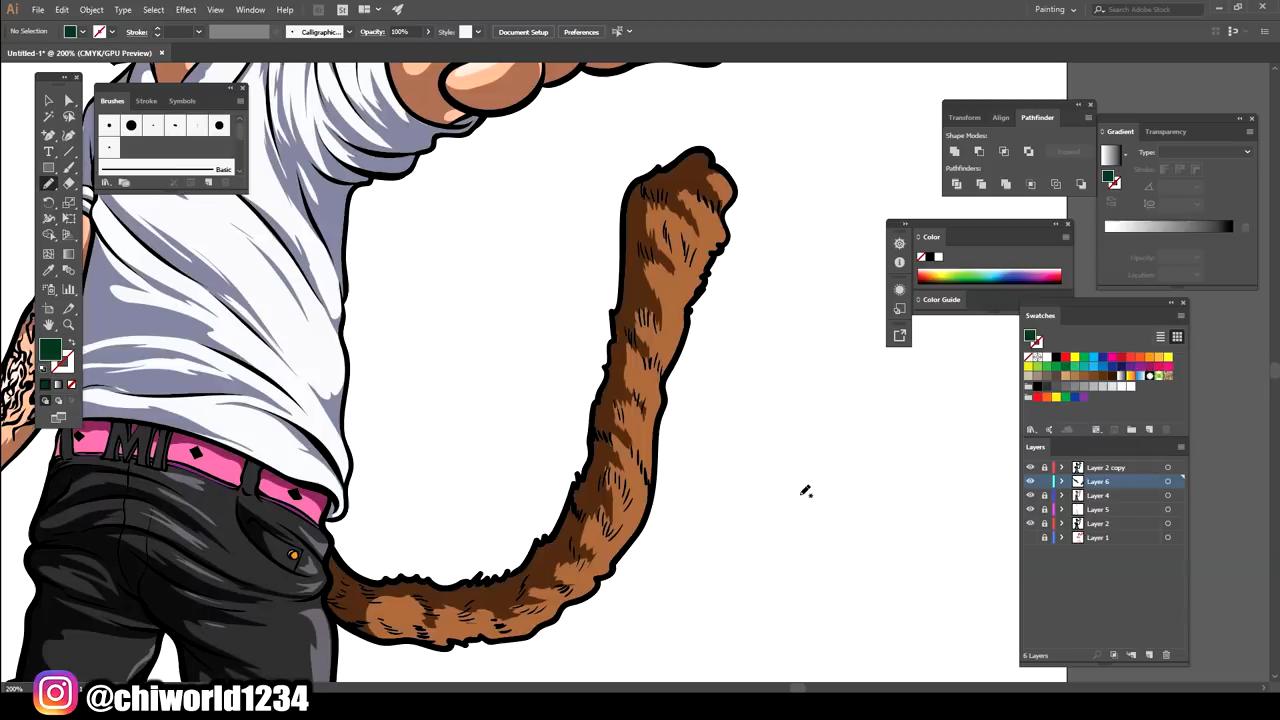 Ai File Edit Object Type Select Effect View Window Help Painting Search Adobe Stock
No Selection Stroke: Calligraphic... Opacity: 100% Style: Document Setup Preferences
Untitled-1* @ 200% (CMYK/GPU Preview)
Brushes Stroke Symbols
Basic
Transform Align Pathfinder
Shape Modes:
Expand
Pathfinders:
Gradient Transparency
Type:
Stroke:
Opacity:
Location:
Color
Color Guide
Swatches
Layers
Layer 2 copy
Layer 6
Layer 4
Layer 5
Layer 2
Layer 1
6 Layers
200%
@chiworld1234